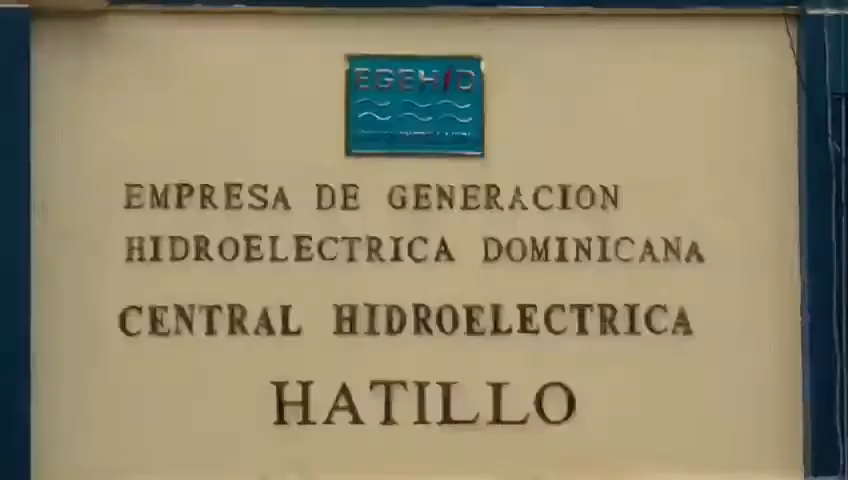 EGEHID
EMPRESA DE GENERACION
HIDROELECTRICA DOMINICANA
CENTRAL HIDROELECTRICA
HATILLO